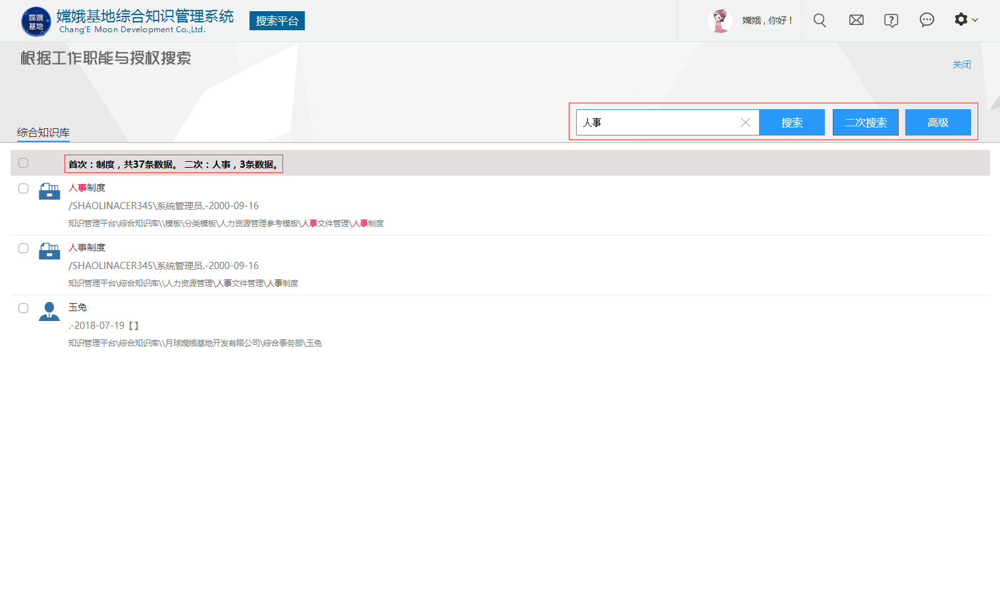 嫦娥基地
嫦娥基地综合知识管理系统
Chang'E Moon Development Co.,Ltd.
搜索平台
嫦娥，你好！
根据工作职能与授权搜索
关闭
人事
搜索
二次搜索
高级
综合知识库
首次：制度，共37条数据。 二次：人事，3条数据。
人事制度
/SHAOLINACER345\系统管理员.-2000-09-16
知识管理平台\综合知识库\\模板\分类模板\人力资源管理参考模板\人事文件管理\人事制度
人事制度
/SHAOLINACER345\系统管理员.-2000-09-16
知识管理平台\综合知识库\\人力资源管理\人事文件管理\人事制度
玉兔
.-2018-07-19【】
知识管理平台\综合知识库\\月球嫦娥基地开发有限公司\综合事务部\玉兔